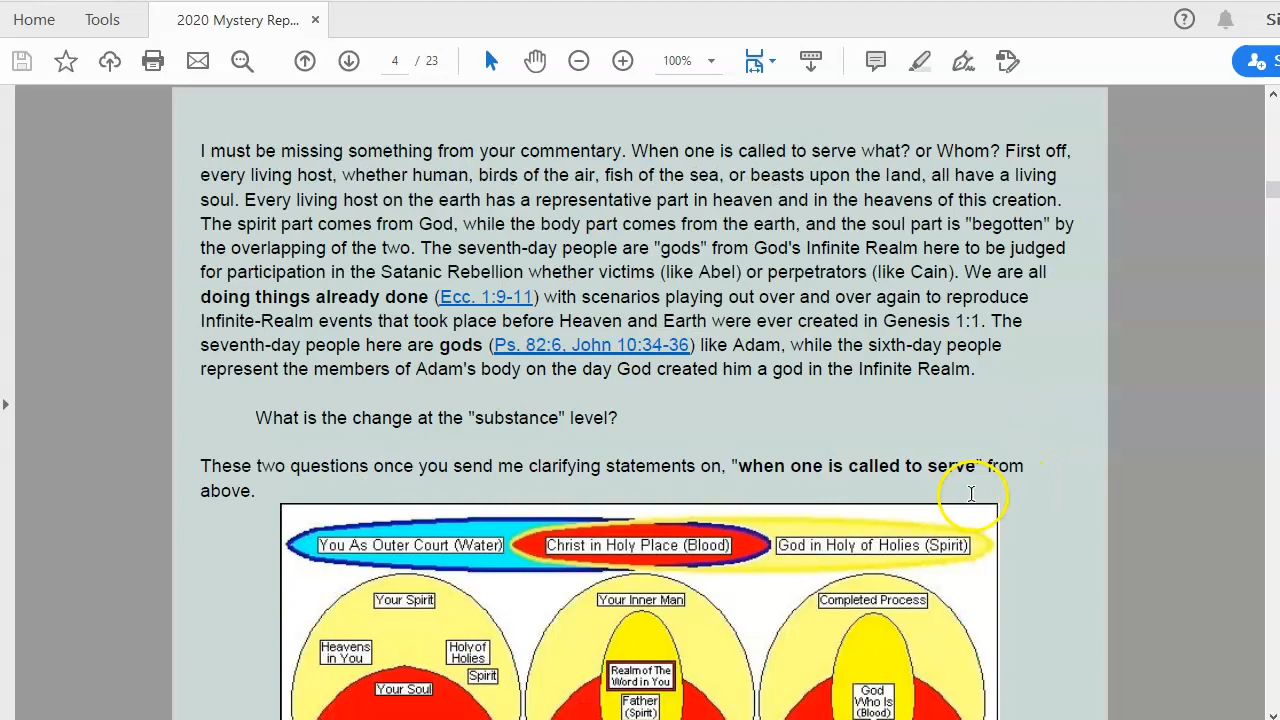 Home Tools 2020 Mystery Rep... × Si
4 / 23 100% S
I must be missing something from your commentary. When one is called to serve what? or Whom? First off,
every living host, whether human, birds of the air, fish of the sea, or beasts upon the land, all have a living
soul. Every living host on the earth has a representative part in heaven and in the heavens of this creation.
The spirit part comes from God, while the body part comes from the earth, and the soul part is "begotten" by
the overlapping of the two. The seventh-day people are "gods" from God's Infinite Realm here to be judged
for participation in the Satanic Rebellion whether victims (like Abel) or perpetrators (like Cain). We are all
doing things already done (Ecc. 1:9-11) with scenarios playing out over and over again to reproduce
Infinite-Realm events that took place before Heaven and Earth were ever created in Genesis 1:1. The
seventh-day people here are gods (Ps. 82:6, John 10:34-36) like Adam, while the sixth-day people
represent the members of Adam's body on the day God created him a god in the Infinite Realm.
What is the change at the "substance" level?
These two questions once you send me clarifying statements on, "when one is called to serve" from
above.
You As Outer Court (Water) Christ in Holy Place (Blood) God in Holy of Holies (Spirit)
Your Spirit Your Inner Man Completed Process
Heavens
in You
Holy of
Holies
Spirit
Your Soul
Realm of The
Word in You
Father
(Spirit)
God
Who Is
(Blood)